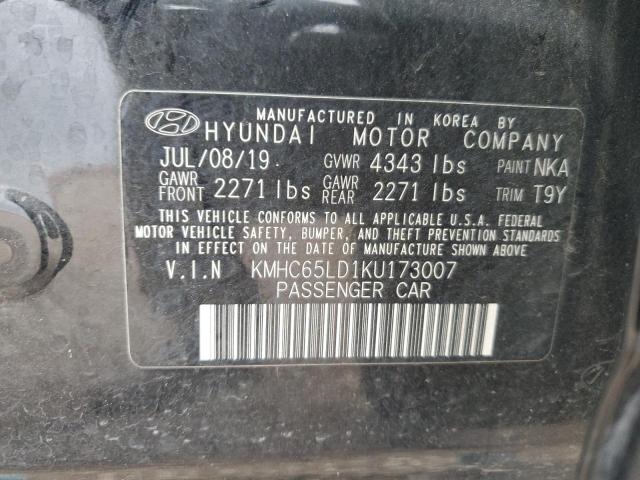 MANUFACTURED IN KOREA BY
HYUNDAI MOTOR COMPANY
JUL/08/19 GVWR 4343 lbs PAINT NKA
GAWR FRONT 2271 lbs GAWR REAR 2271 lbs TRIM T9Y
THIS VEHICLE CONFORMS TO ALL APPLICABLE U.S.A. FEDERAL
MOTOR VEHICLE SAFETY, BUMPER, AND THEFT PREVENTION STANDARDS
IN EFFECT ON THE DATE OF MANUFACTURE SHOWN ABOVE.
V.I.N KMHC65LD1KU173007
PASSENGER CAR